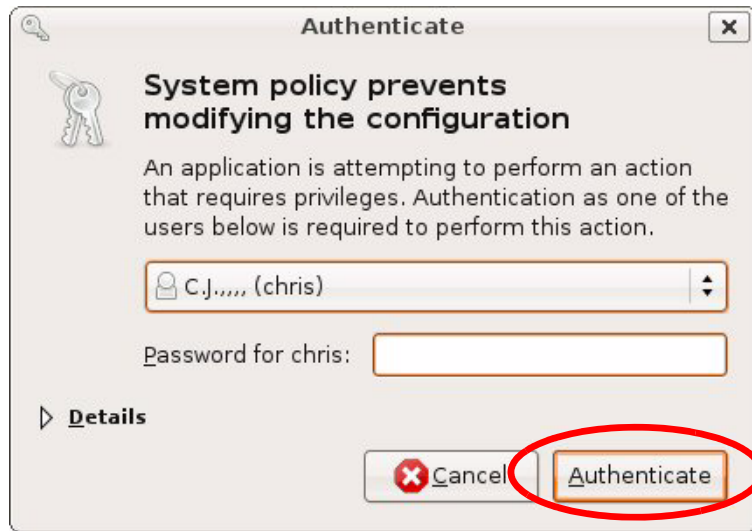 Authenticate
System policy prevents
modifying the configuration
An application is attempting to perform an action
that requires privileges. Authentication as one of the
users below is required to perform this action.
C.J.,,,, (chris)
Password for chris:
Details
Cancel Authenticate